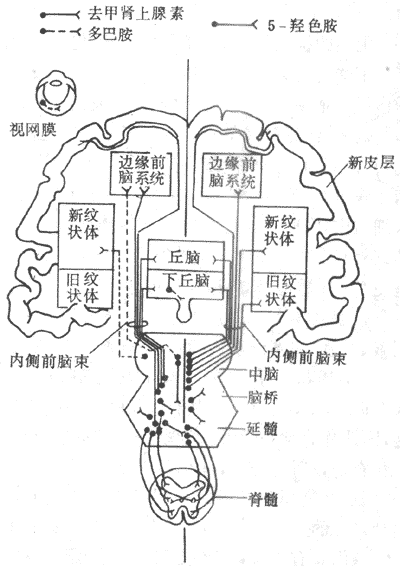 去甲肾上腺素
多巴胺
5-羟色胺
视网膜
边缘前
脑系统
边缘前
脑系统
新皮层
新纹
状体
新纹
状体
丘脑
下丘脑
旧纹
状体
旧纹
状体
内侧前脑束
内侧前脑束
中脑
脑桥
延髓
脊髓